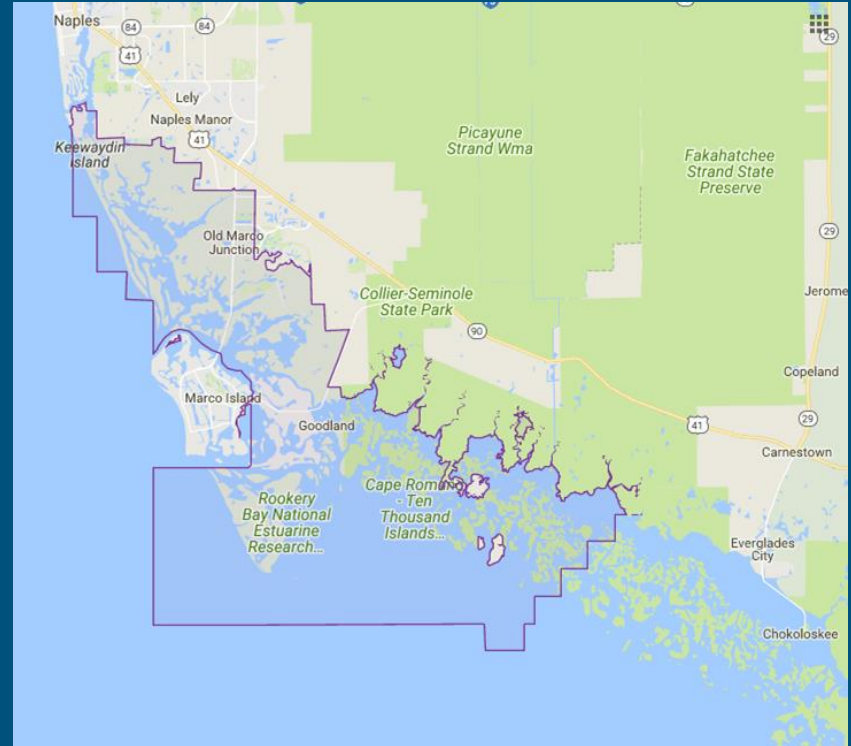 Naples
84
84
41
29
Lely
Naples Manor
41
Keewaydin
Island
Picayune
Strand Wma
Fakahatchee
Strand State
Preserve
29
Old Marco
Junction
Collier-Seminole
State Park
Jerome
90
Copeland
Marco Island
Goodland
41
29
Carnestown
Rookery
Bay National
Estuarine
Research...
Cape Romano
- Ten
Thousand
Islands...
Everglades
City
Chokoloskee